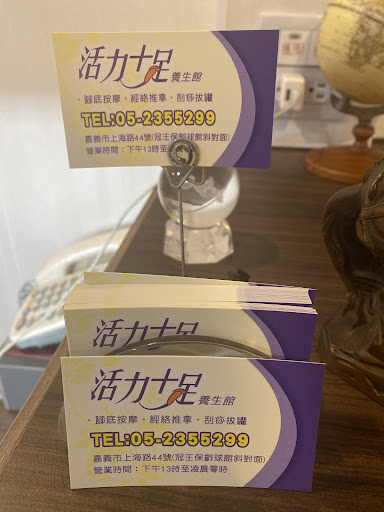 活力十足養生館
‧腳底按摩‧經絡推拿‧刮痧拔罐
TEL:05-2355299
嘉義市上海路44號(冠王保齡球館斜對面)
營業時間：下午13時至凌晨零時
活力十足
活力十足養生館
‧腳底按摩‧經絡推拿‧刮痧拔罐
TEL:05-2355299
嘉義市上海路44號(冠王保齡球館斜對面)
營業時間：下午13時至凌晨零時